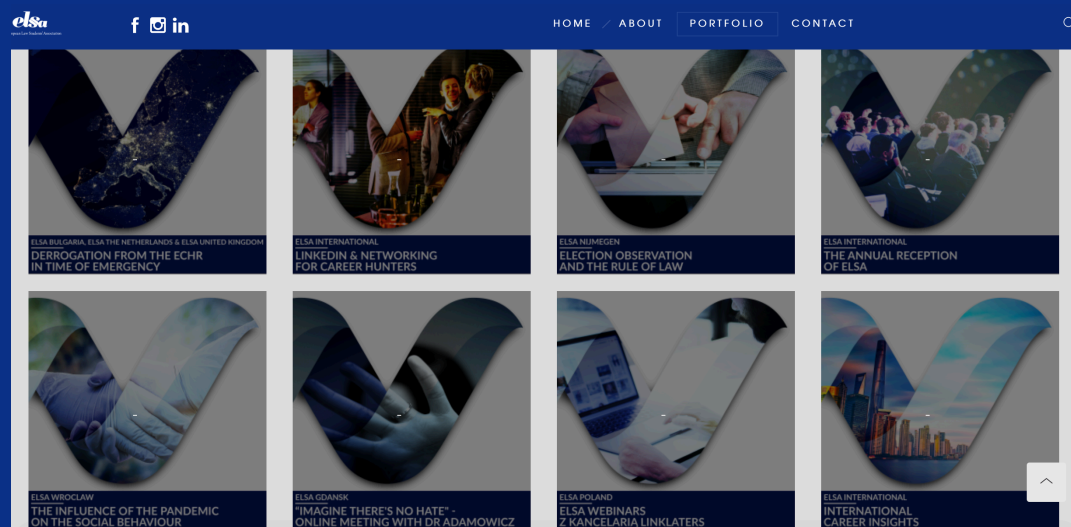 elsa
HOME / ABOUT PORTFOLIO CONTACT
ELSA BULGARIA, ELSA THE NETHERLANDS & ELSA UNITED KINGDOM
DERROGATION FROM THE ECHR
IN TIME OF EMERGENCY
ELSA INTERNATIONAL
LINKEDIN & NETWORKING
FOR CAREER HUNTERS
ELSA NIJMEGEN
ELECTION OBSERVATION
AND THE RULE OF LAW
ELSA INTERNATIONAL
THE ANNUAL RECEPTION
OF ELSA
ELSA WROCLAW
THE INFLUENCE OF THE PANDEMIC
ON THE SOCIAL BEHAVIOUR
ELSA GDANSK
"IMAGINE THERE'S NO HATE" -
ONLINE MEETING WITH DR ADAMOWICZ
ELSA POLAND
ELSA WEBINARS
Z KANCELARIA LINKLATERS
ELSA INTERNATIONAL
INTERNATIONAL
CAREER INSIGHTS